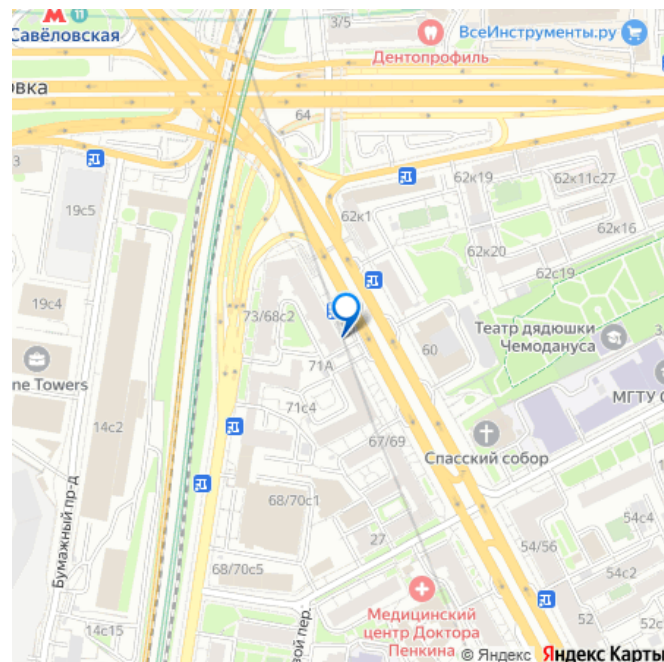 3/5
Савёловская
ВсеИнструменты.ру
Дентопрофиль
овка
64
3
62к19
62к11с27
19с5
62к1
62к16
62к20
62с19
19с4
73/68с2
Театр дядюшки
Чемодануса
60
ne Towers
71А
МГТУ С
71с4
14с2
67/69
Спасский собор
68/70с1
54с4
Бумажный пр-д
27
54/56
68/70с5
54с2
Медицинский
центр Доктора
Пенкина
52
52с
14с15
вой пер.
© Яндекс Яндекс Карты